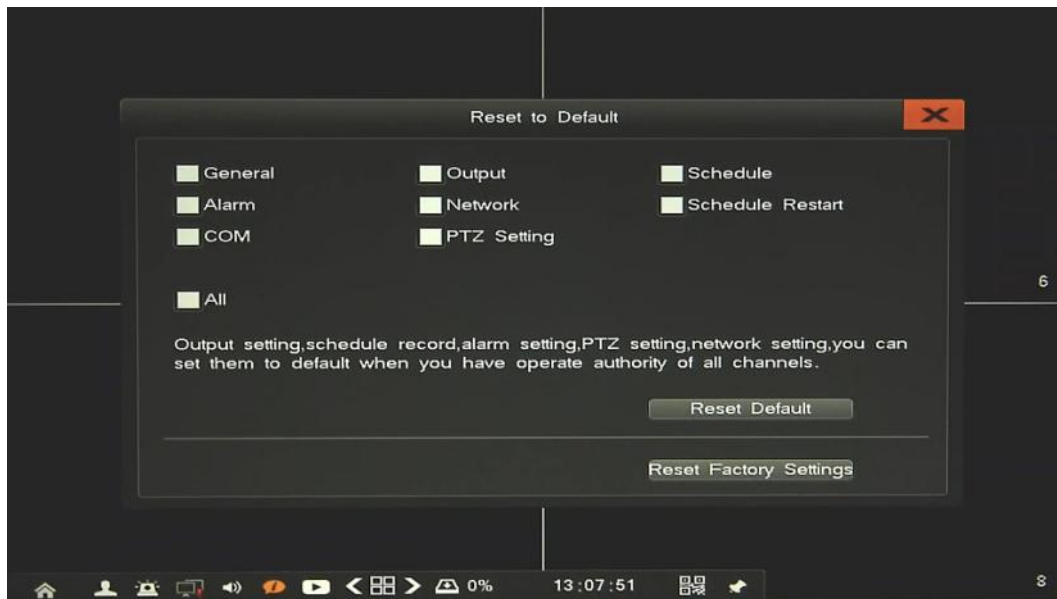 Reset to Default
General Output Schedule
Alarm Network Schedule Restart
COM PTZ Setting
All
6
Output setting,schedule record,alarm setting,PTZ setting,network setting,you can
set them to default when you have operate authority of all channels.
Reset Default
Reset Factory Settings
0% 13:07:51
8